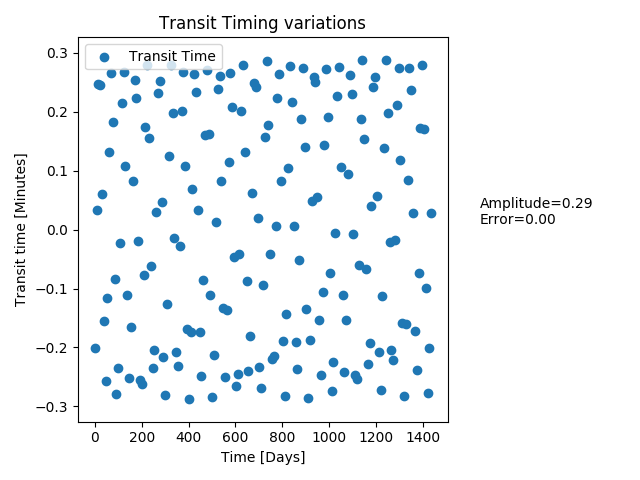 Transit Timing variations
Transit Time
Transit time [Minutes]
0.3
0.2
0.1
0.0
−0.1
−0.2
−0.3
0 200 400 600 800 1000 1200 1400
Time [Days]
Amplitude=0.29
Error=0.00